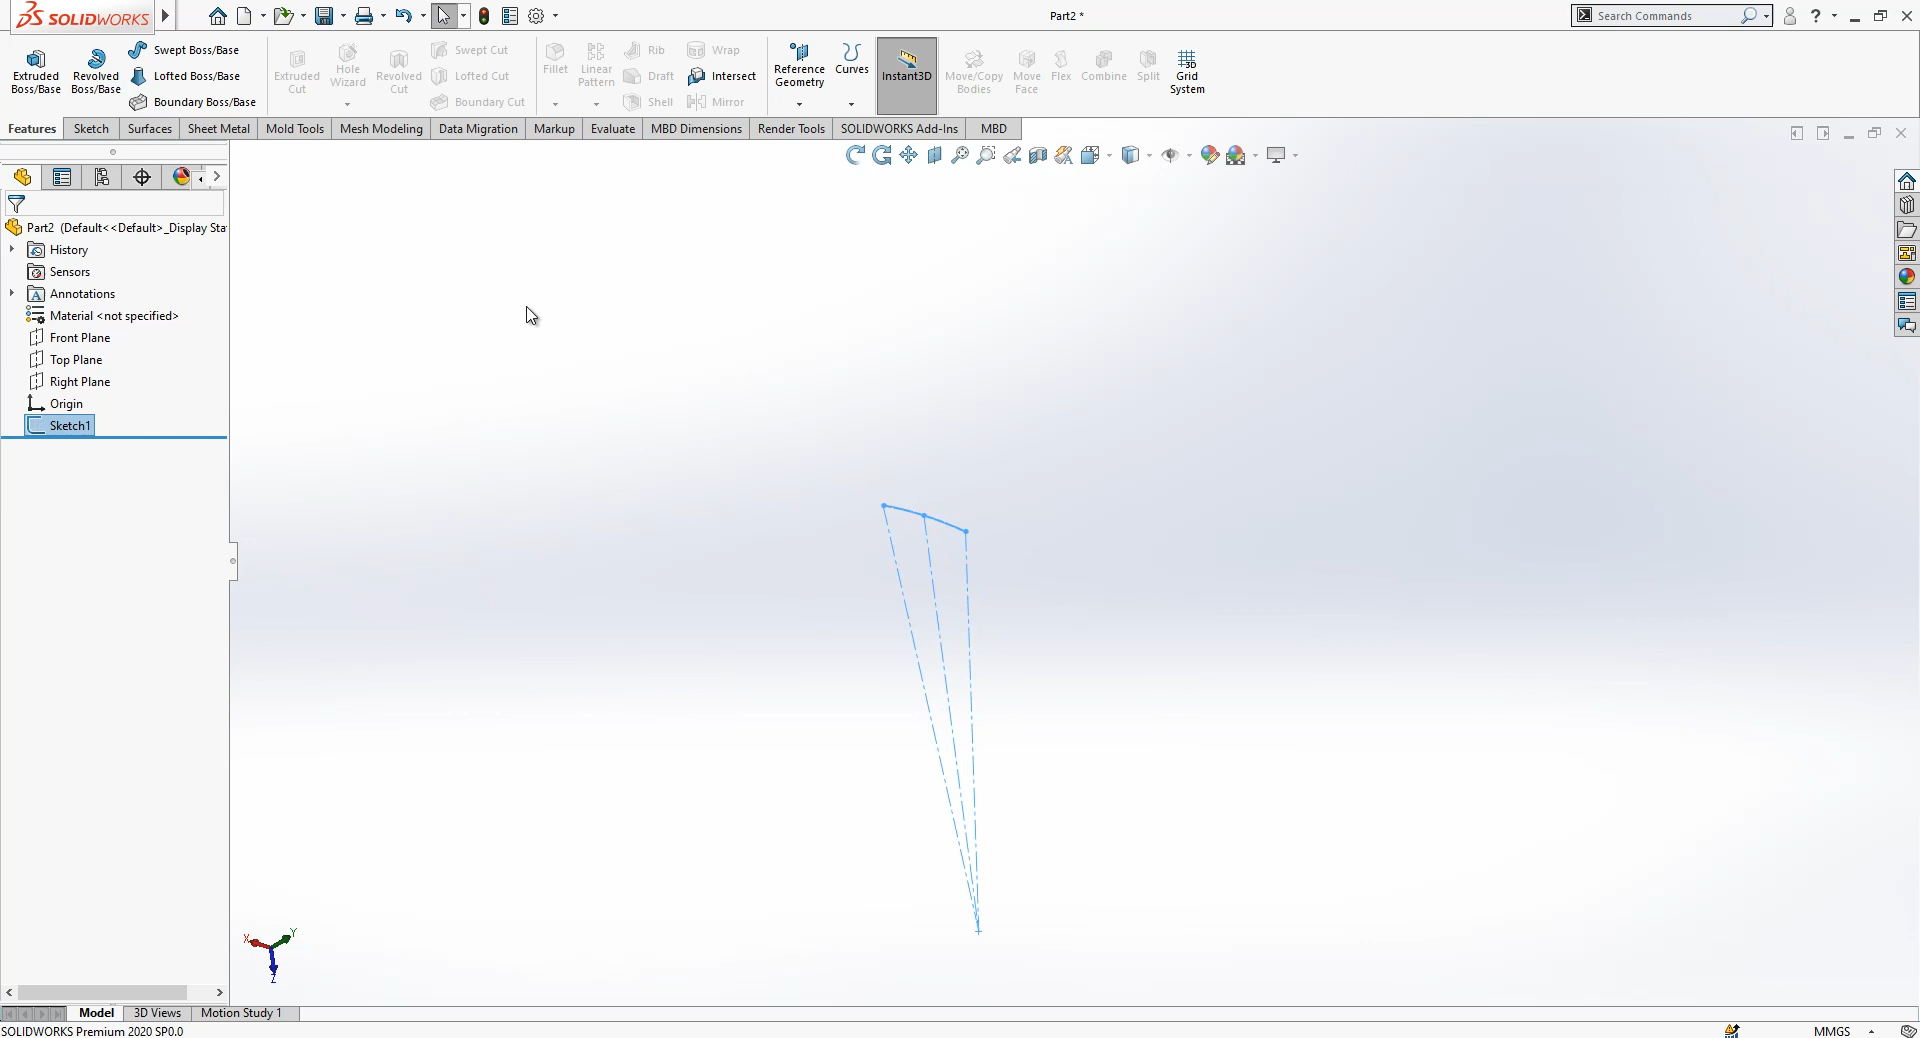 SOLIDWORKS
Part2 *
Search Commands
Extruded Boss/Base
Revolved Boss/Base
Swept Boss/Base
Lofted Boss/Base
Boundary Boss/Base
Extruded Cut
Hole Wizard
Revolved Cut
Swept Cut
Lofted Cut
Boundary Cut
Fillet
Linear Pattern
Rib
Draft
Shell
Wrap
Intersect
Mirror
Reference Geometry
Curves
Instant3D
Move/Copy Bodies
Move Face
Flex
Combine
Split
Grid System
Features
Sketch
Surfaces
Sheet Metal
Mold Tools
Mesh Modeling
Data Migration
Markup
Evaluate
MBD Dimensions
Render Tools
SOLIDWORKS Add-Ins
MBD
Part2 (Default<<Default>_Display Sta
History
Sensors
Annotations
Material <not specified>
Front Plane
Top Plane
Right Plane
Origin
Sketch1
X
Y
Z
Model
3D Views
Motion Study 1
SOLIDWORKS Premium 2020 SP0.0
MMGS